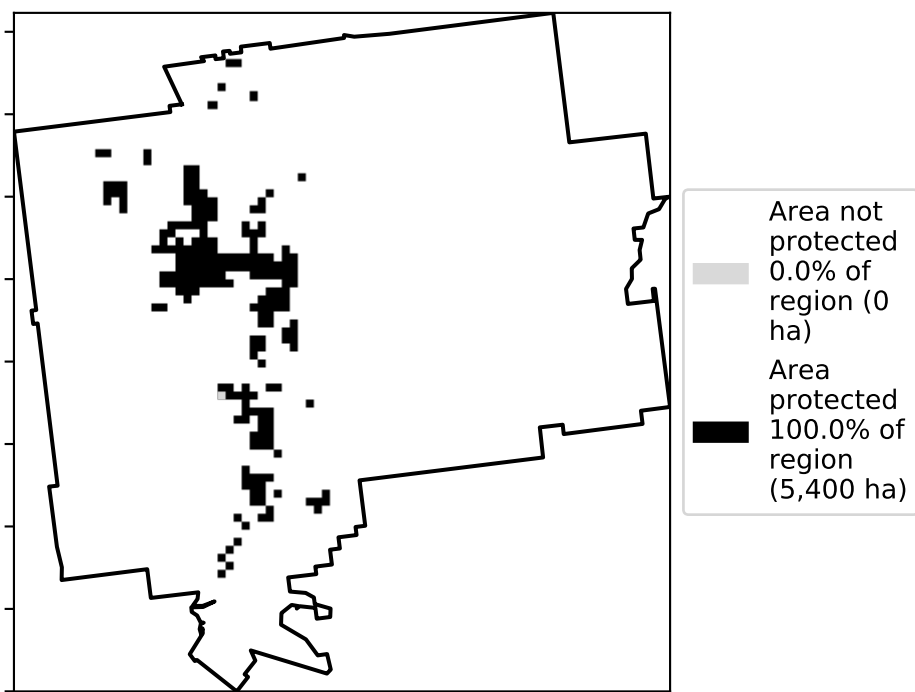 Area not
protected
0.0% of
region (0
ha)
Area
protected
100.0% of
region
(5,400 ha)